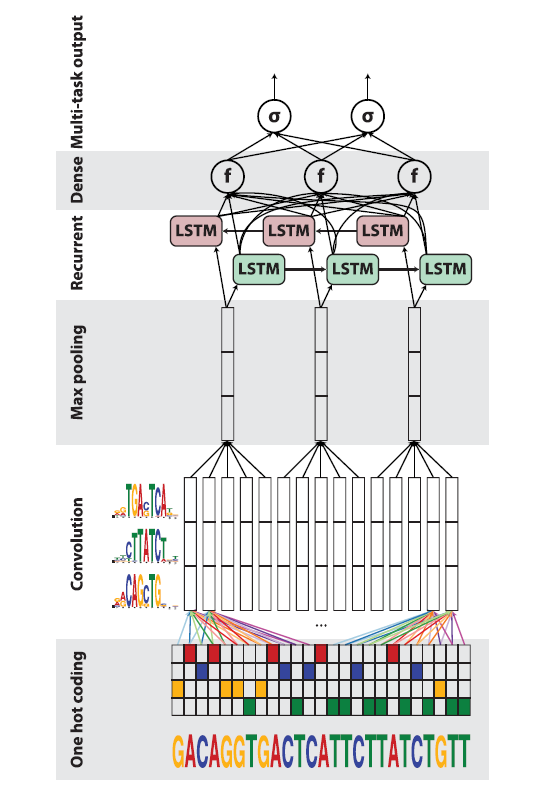 Multi-task output
σ σ
Dense
f f f
Recurrent
LSTM LSTM LSTM
LSTM LSTM LSTM
Max pooling
Convolution
TGACTCA
CTTATCT
CAGCTG
...
One hot coding
GACAGGTGACTCATTCTTATCTGTT